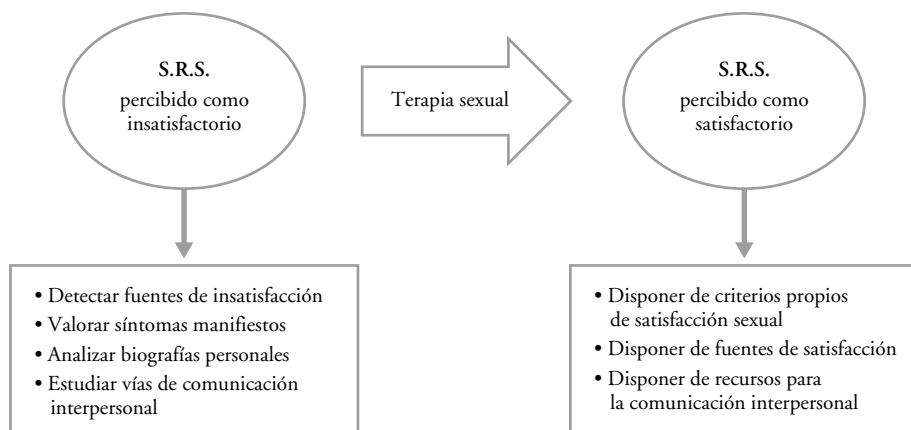 S.R.S.
percibido como
insatisfactorio
Terapia sexual
S.R.S.
percibido como
satisfactorio
• Detectar fuentes de insatisfacción
• Valorar síntomas manifiestos
• Analizar biografías personales
• Estudiar vías de comunicación
interpersonal
• Disponer de criterios propios
de satisfacción sexual
• Disponer de fuentes de satisfacción
• Disponer de recursos para
la comunicación interpersonal